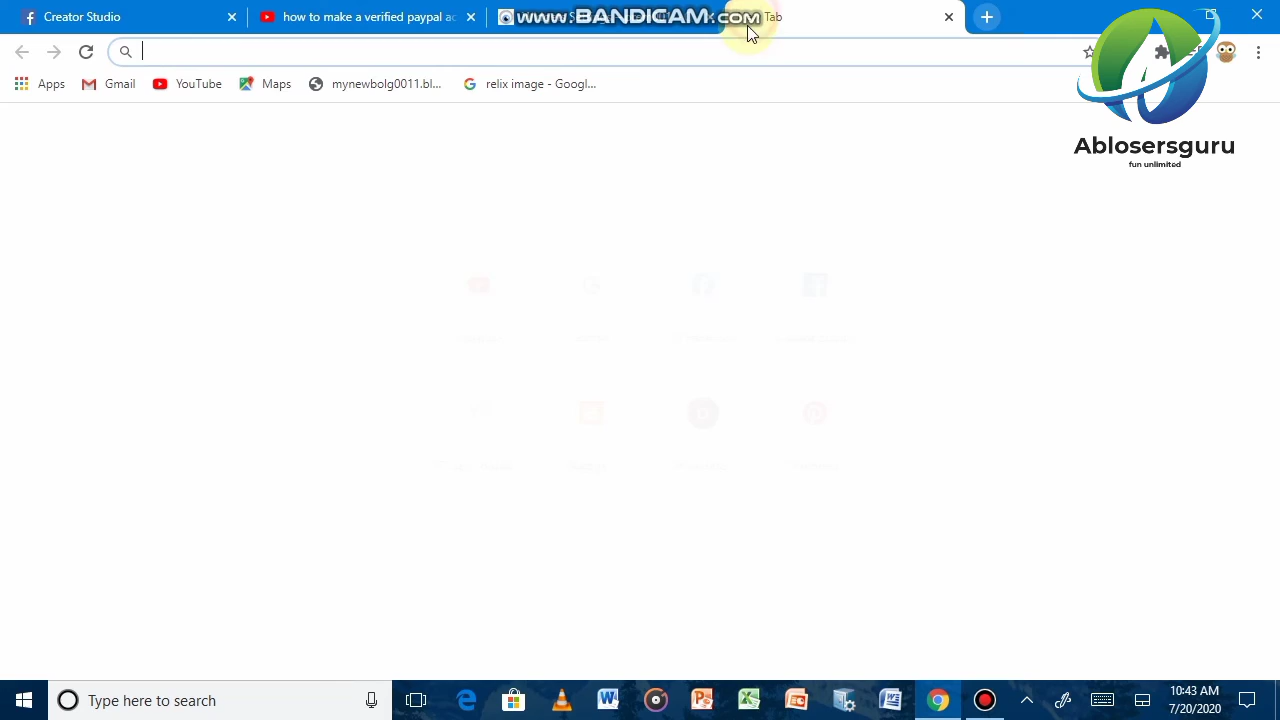 Creator Studio
how to make a verified paypal ac
www.BANDICAM.com
Tab
Apps
Gmail
YouTube
Maps
mynewbolg0011.bl...
relix image - Googl...
Ablosersguru
fun unlimited
Type here to search
10:43 AM
7/20/2020